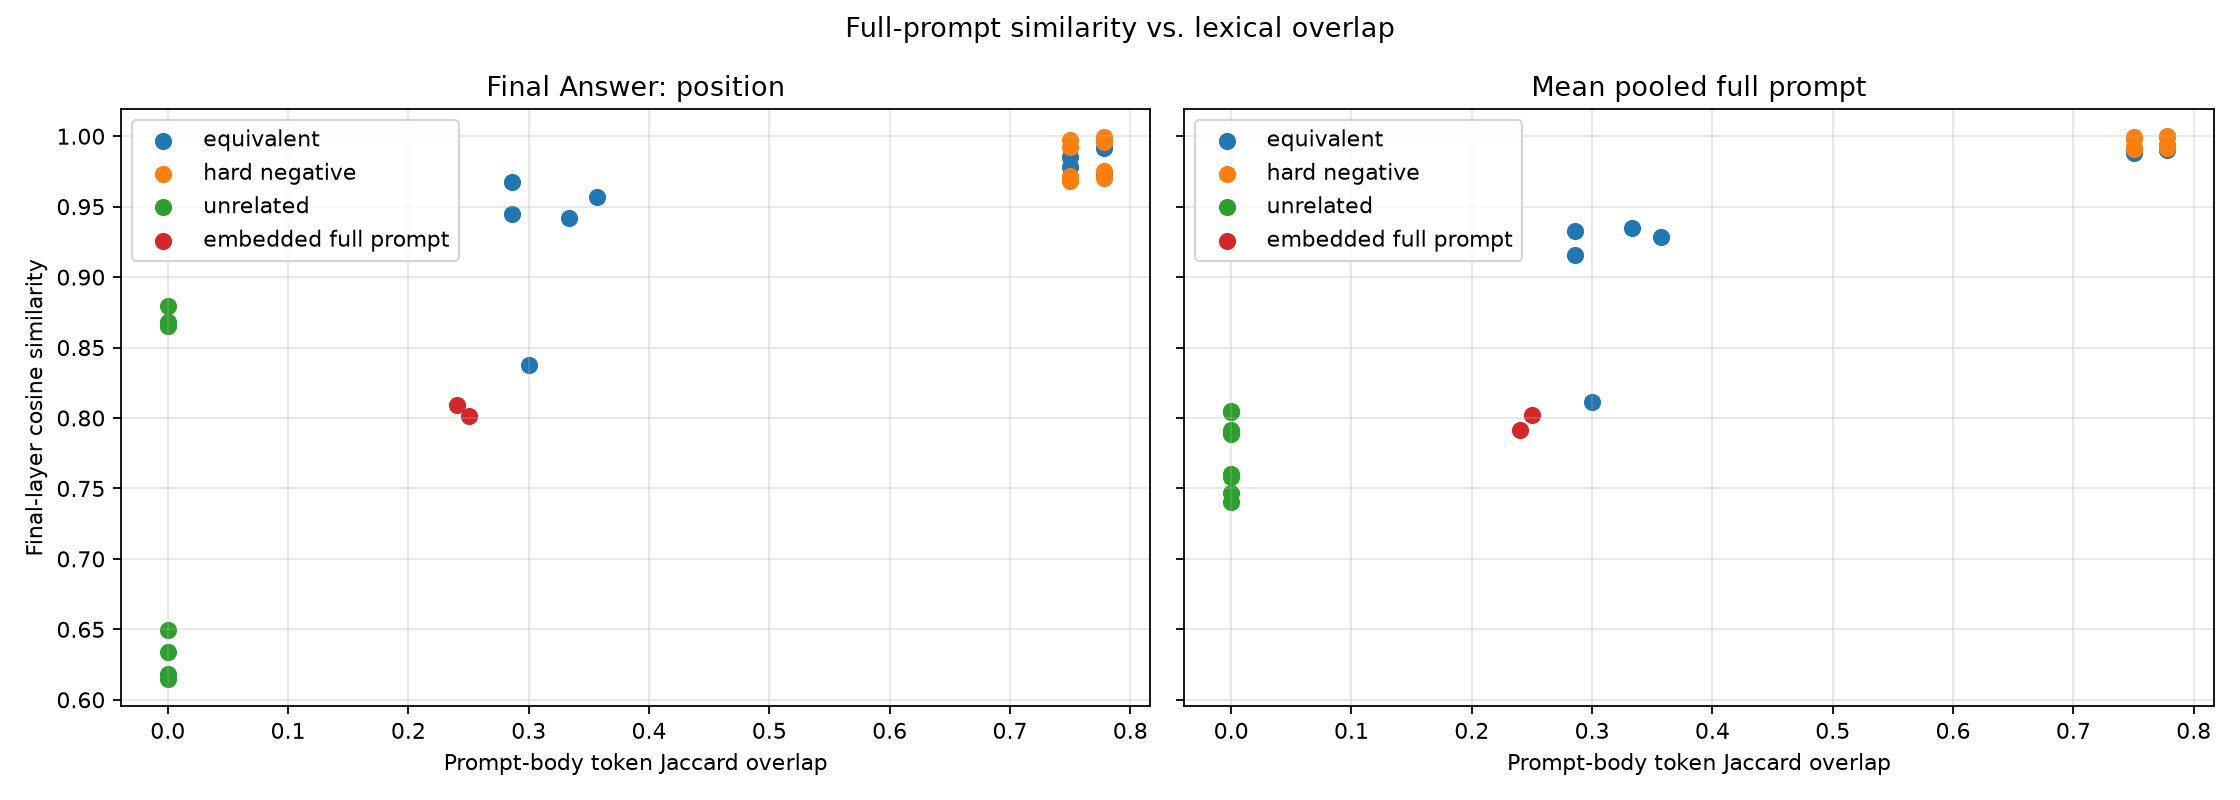 Full-prompt similarity vs. lexical overlap
Final Answer: position
Mean pooled full prompt
equivalent
hard negative
unrelated
embedded full prompt
equivalent
hard negative
unrelated
embedded full prompt
Final-layer cosine similarity
1.00
0.95
0.90
0.85
0.80
0.75
0.70
0.65
0.60
0.0 0.1 0.2 0.3 0.4 0.5 0.6 0.7 0.8
0.0 0.1 0.2 0.3 0.4 0.5 0.6 0.7 0.8
Prompt-body token Jaccard overlap
Prompt-body token Jaccard overlap